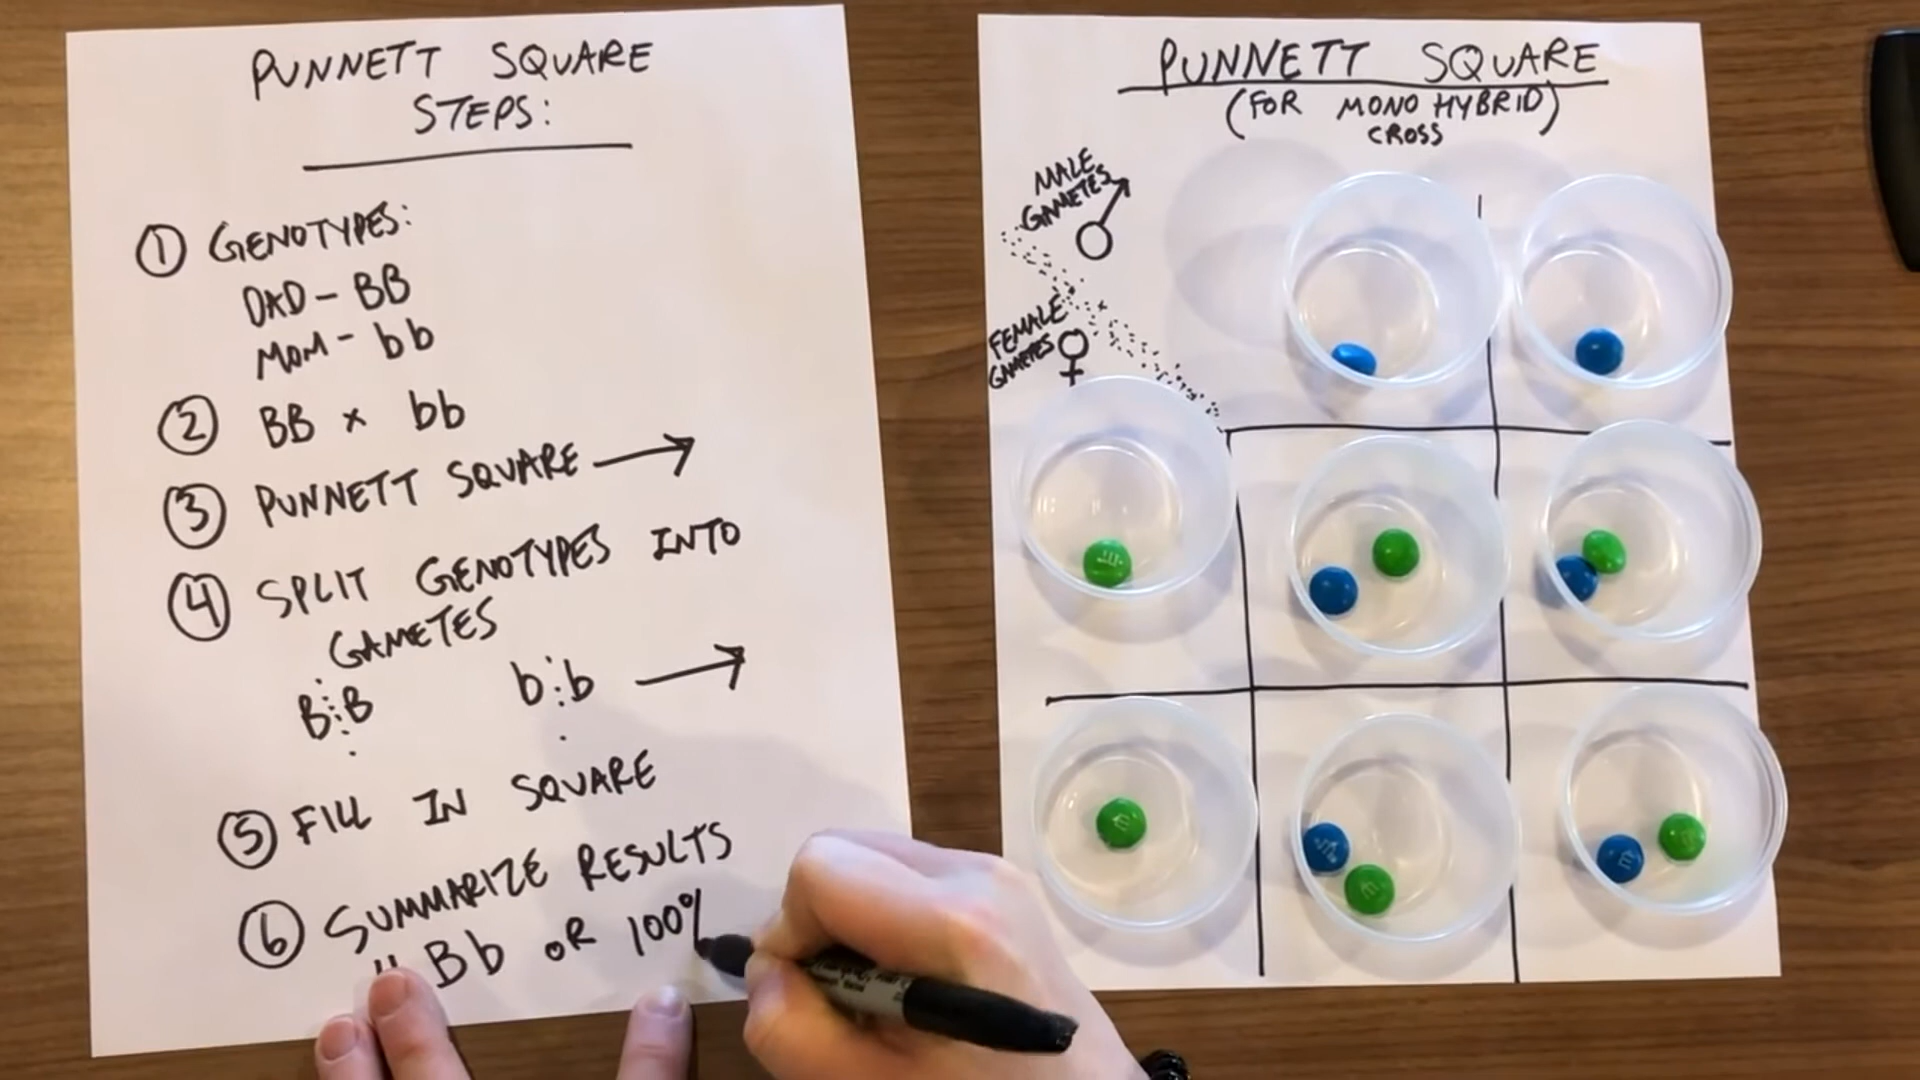 PUNNETT SQUARE
STEPS:
① GENOTYPES:
DAD - BB
MOM - bb
② BB x bb
③ PUNNETT SQUARE →
④ SPLIT GENOTYPES INTO
GAMETES
B⋮B b⋮b →
⑤ FILL IN SQUARE
⑥ SUMMARIZE RESULTS
Bb OR 100%
PUNNETT SQUARE
(FOR MONOHYBRID)
CROSS
MALE
GAMETES
♂
FEMALE
GAMETES
♀
m
m
m
m
m
m